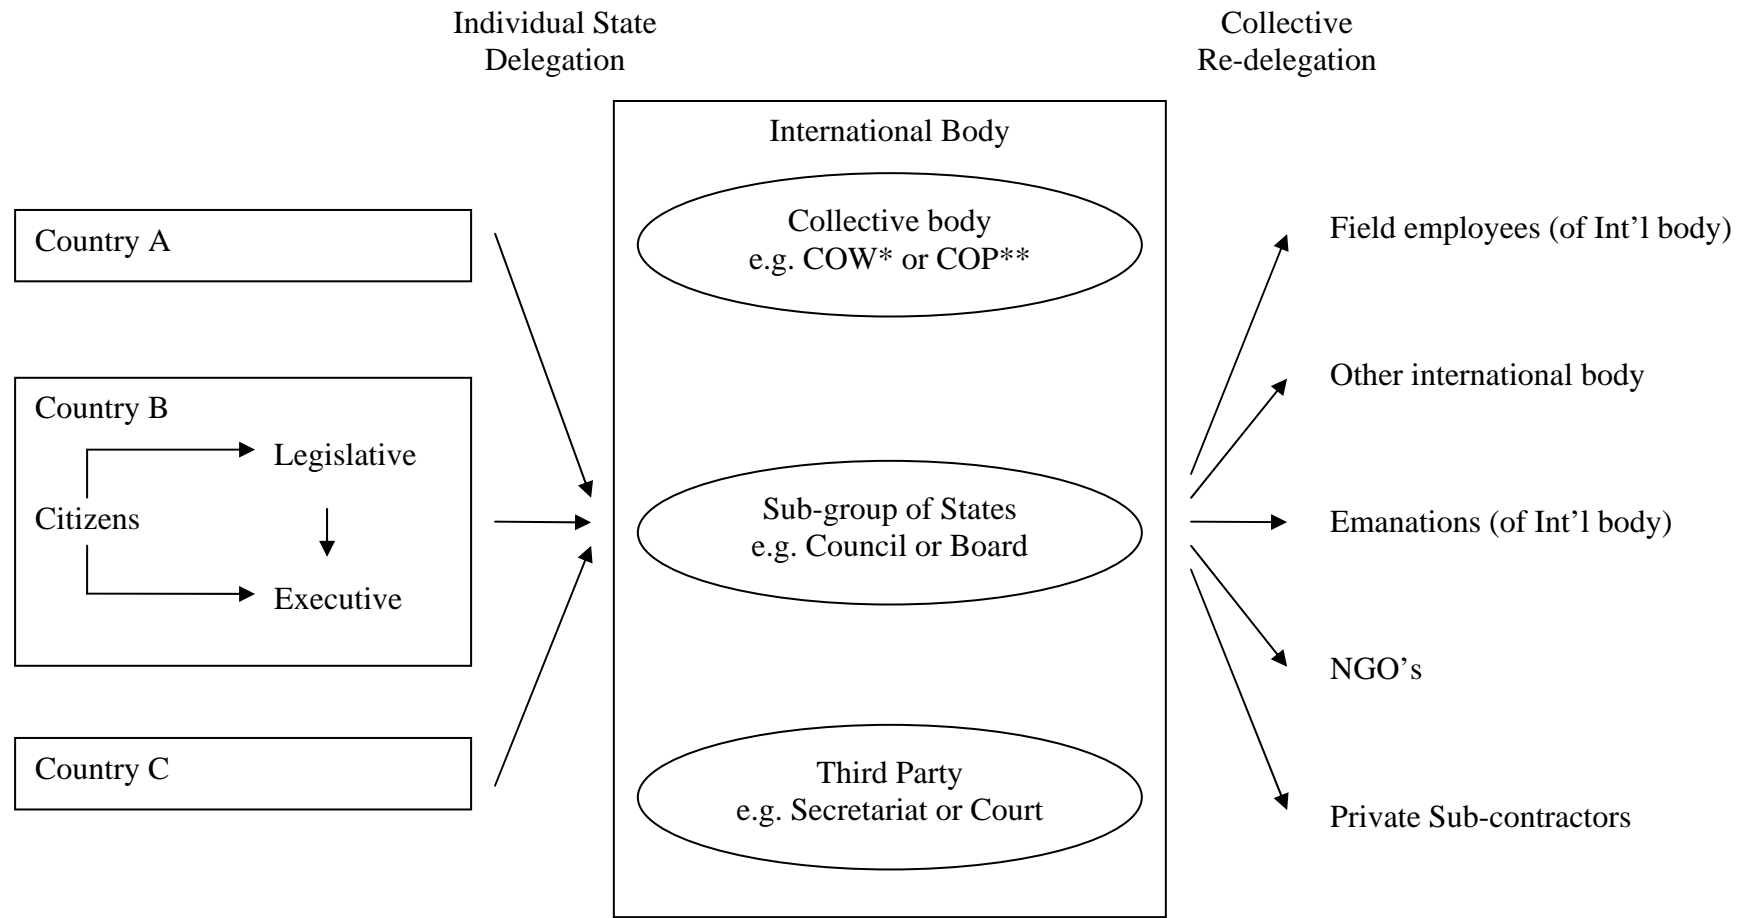 Individual State
Delegation
Collective
Re-delegation
International Body
Country A
Collective body
e.g. COW* or COP**
Field employees (of Int’l body)
Other international body
Country B
Legislative
Citizens
Executive
Sub-group of States
e.g. Council or Board
Emanations (of Int’l body)
NGO’s
Country C
Third Party
e.g. Secretariat or Court
Private Sub-contractors